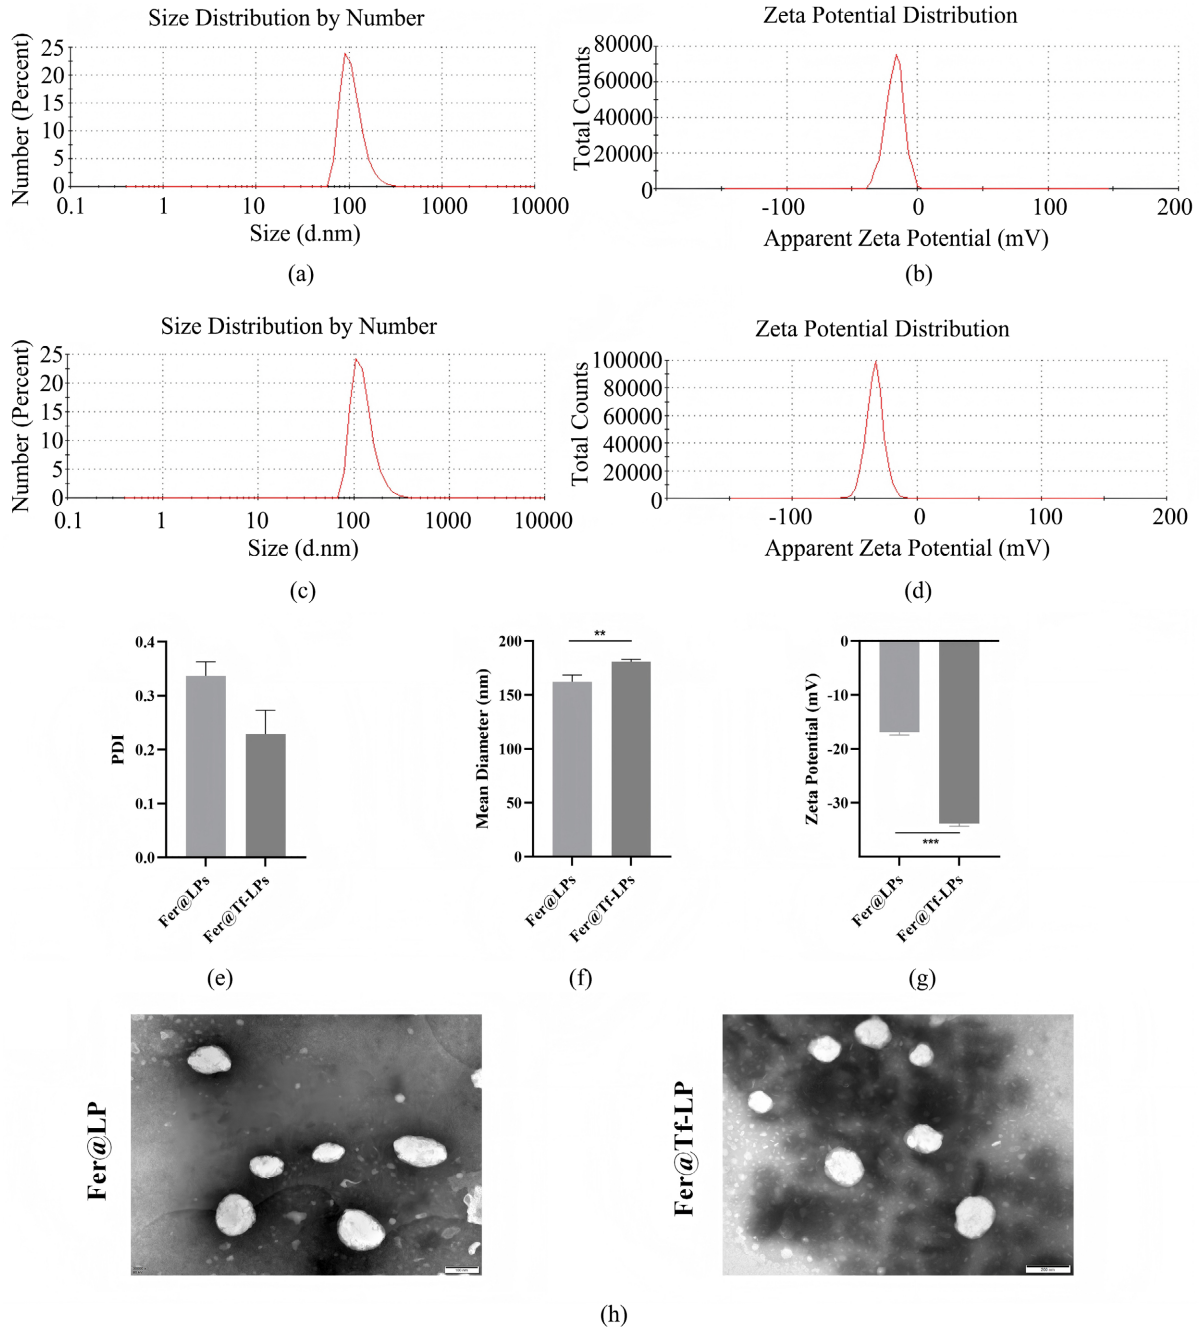 Size Distribution by Number
Number (Percent)
25
20
15
10
5
0
0.1 1 10 100 1000 10000
Size (d.nm)
(a)
Zeta Potential Distribution
Total Counts
80000
60000
40000
20000
0
-100 0 100 200
Apparent Zeta Potential (mV)
(b)
Size Distribution by Number
Number (Percent)
25
20
15
10
5
0
0.1 1 10 100 1000 10000
Size (d.nm)
(c)
Zeta Potential Distribution
Total Counts
100000
80000
60000
40000
20000
0
-100 0 100 200
Apparent Zeta Potential (mV)
(d)
PDI
0.4
0.3
0.2
0.1
0.0
Fer@LPs
Fer@Tf-LPs
(e)
Mean Diameter (nm)
200
150
100
50
0
**
Fer@LPs
Fer@Tf-LPs
(f)
Zeta Potential (mV)
0
-10
-20
-30
***
Fer@LPs
Fer@Tf-LPs
(g)
Fer@LP
Fer@Tf-LP
200 nm
(h)